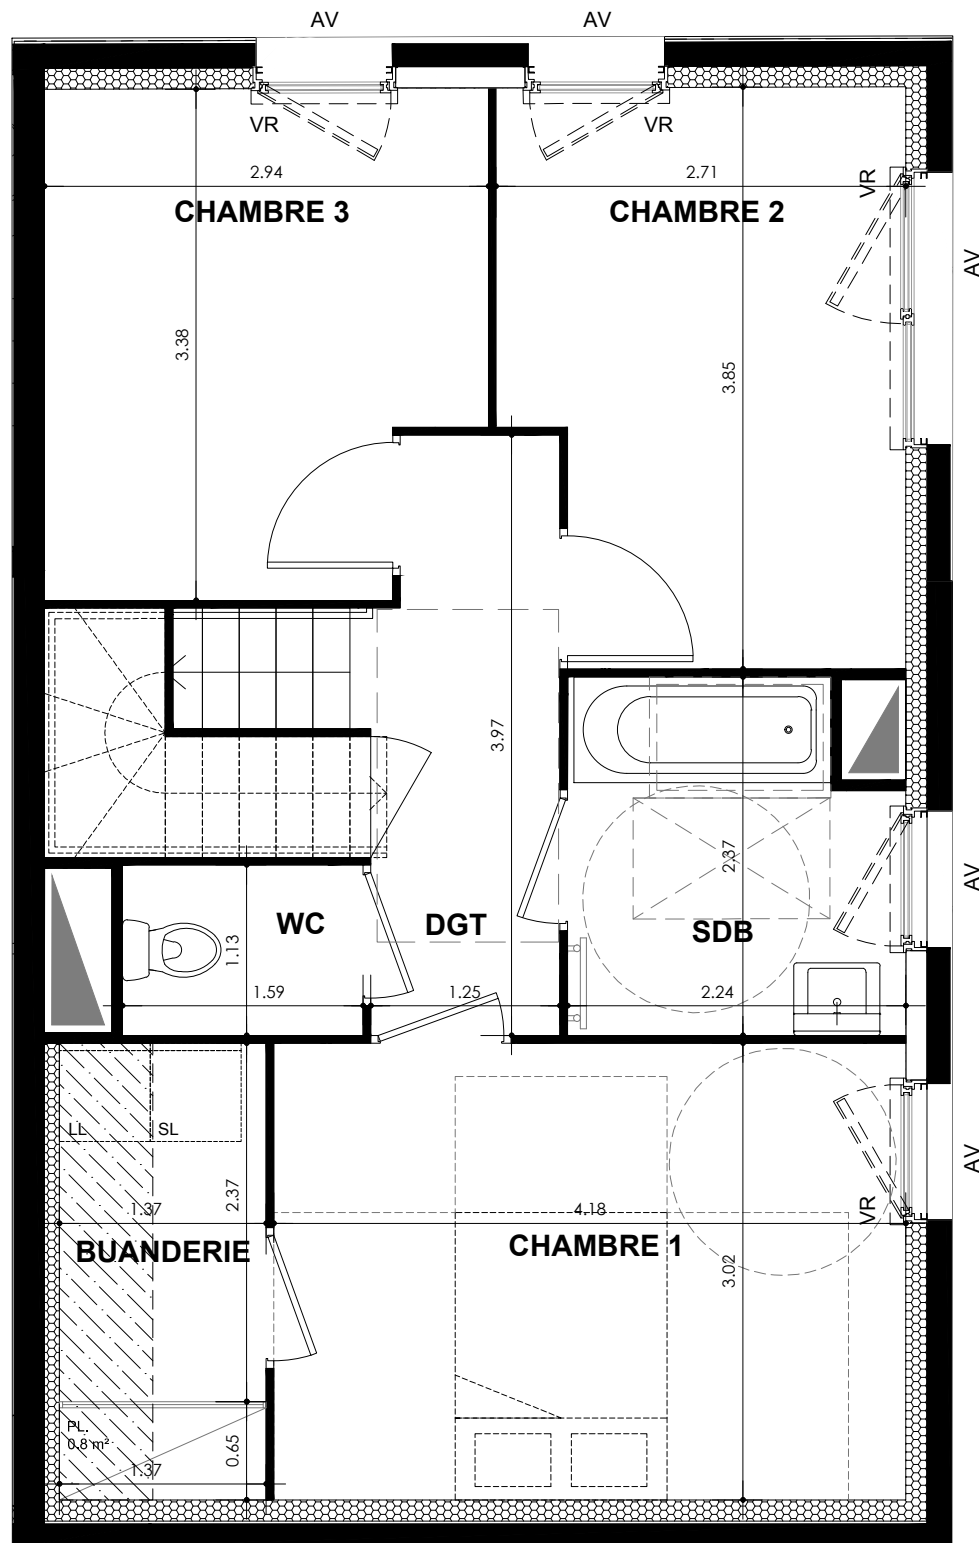 AV
AV
VR
VR
2.94
2.71
VR
CHAMBRE 3
CHAMBRE 2
AV
3.38
3.85
3.97
2.37
AV
WC
DGT
SDB
1.13
1.59
1.25
2.24
LL
SL
AV
2.37
1.37
4.18
VR
BUANDERIE
CHAMBRE 1
3.02
PL.
0.8 m²
0.65
1.37